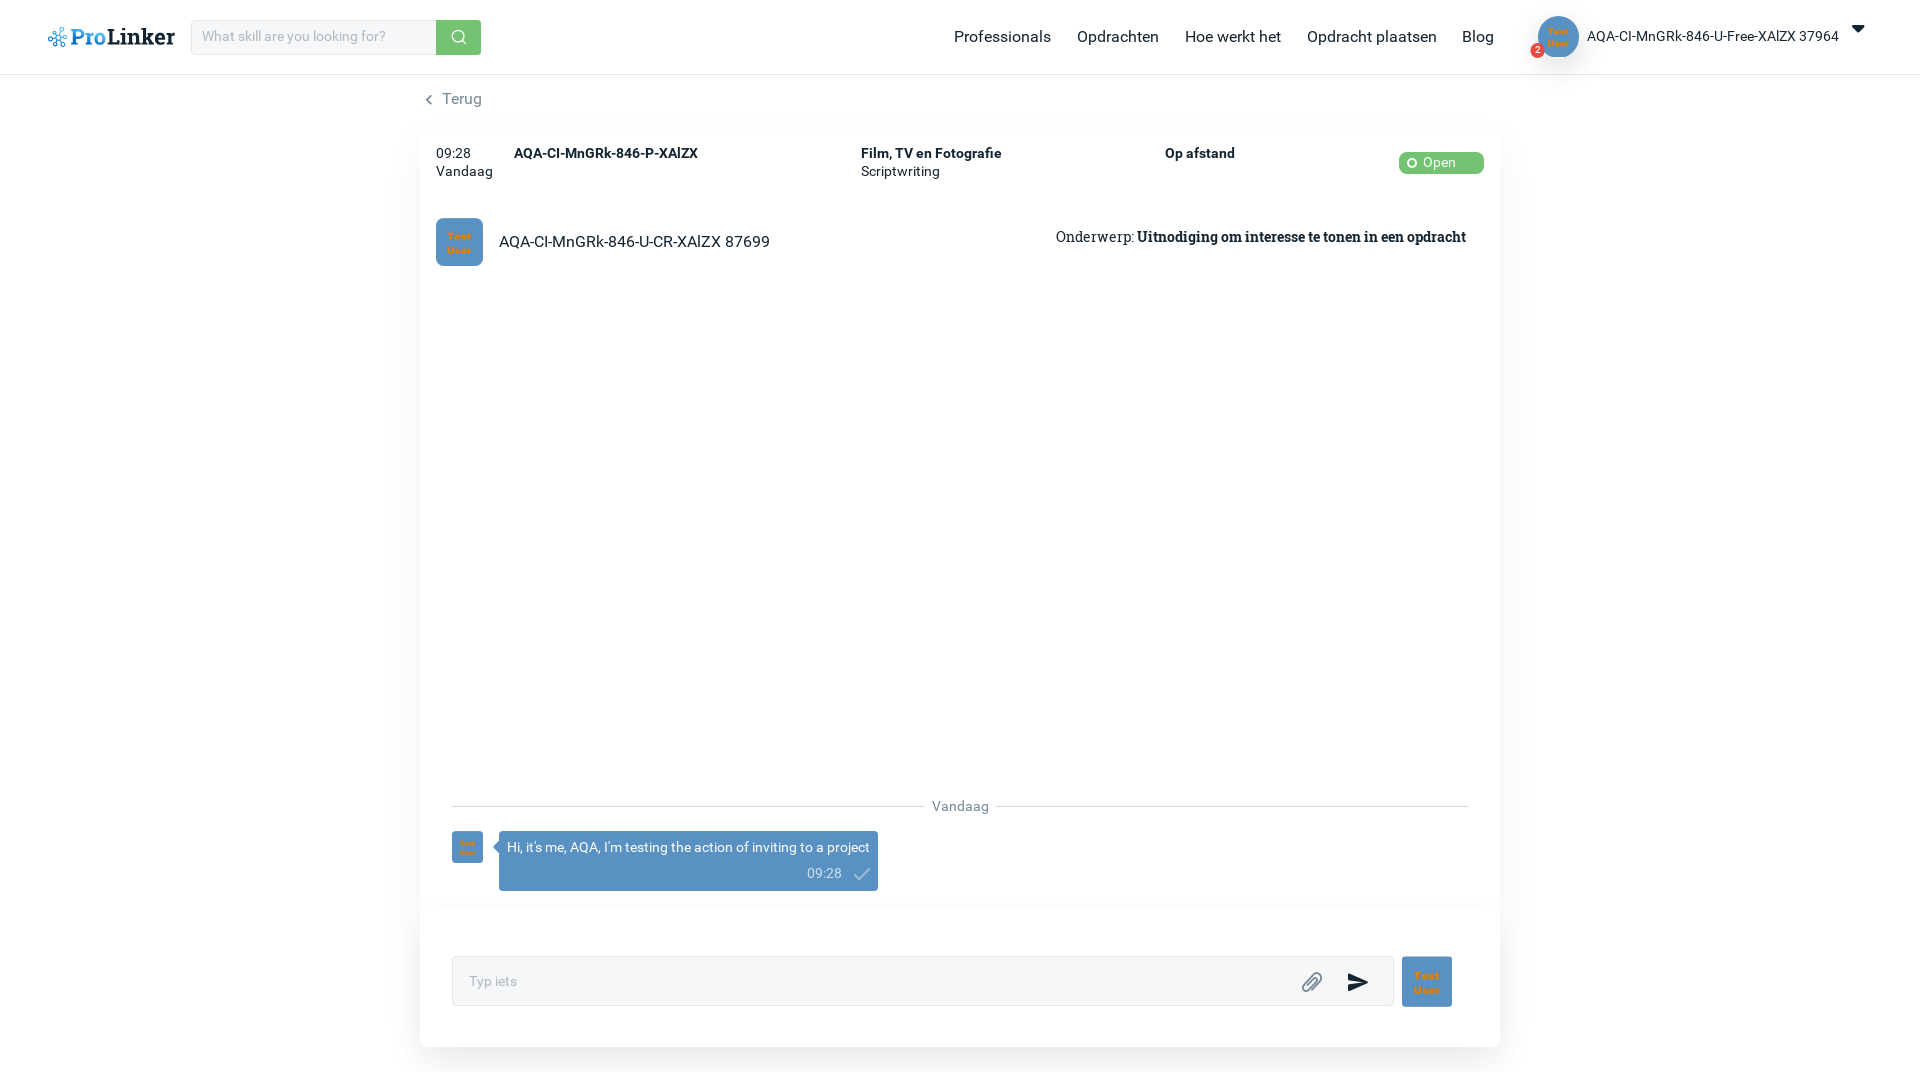 ProLinker
What skill are you looking for?
Professionals
Opdrachten
Hoe werkt het
Opdracht plaatsen
Blog
Test
User
2
AQA-CI-MnGRk-846-U-Free-XAlZX 37964
Terug
09:28
Vandaag
AQA-CI-MnGRk-846-P-XAlZX
Film, TV en Fotografie
Scriptwriting
Op afstand
Open
Test
User
AQA-CI-MnGRk-846-U-CR-XAlZX 87699
Onderwerp: Uitnodiging om interesse te tonen in een opdracht
Vandaag
Test
User
Hi, it's me, AQA, I'm testing the action of inviting to a project
09:28
Typ iets
Test
User